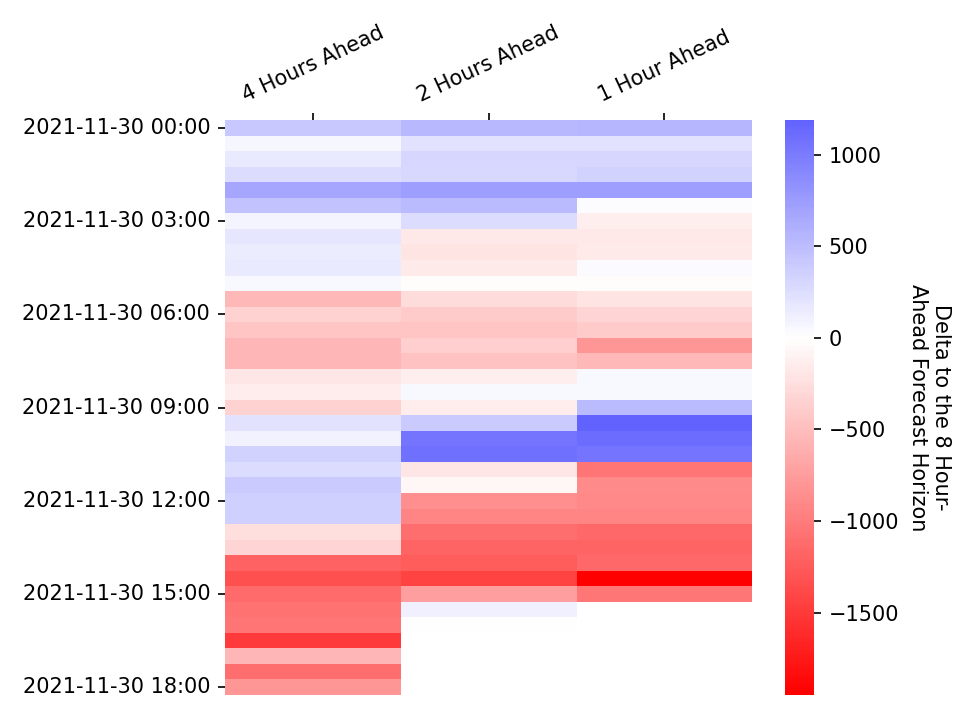 4 Hours Ahead
2 Hours Ahead
1 Hour Ahead
2021-11-30 00:00
2021-11-30 03:00
2021-11-30 06:00
2021-11-30 09:00
2021-11-30 12:00
2021-11-30 15:00
2021-11-30 18:00
1000
500
0
−500
−1000
−1500
Delta to the 8 Hour-
Ahead Forecast Horizon